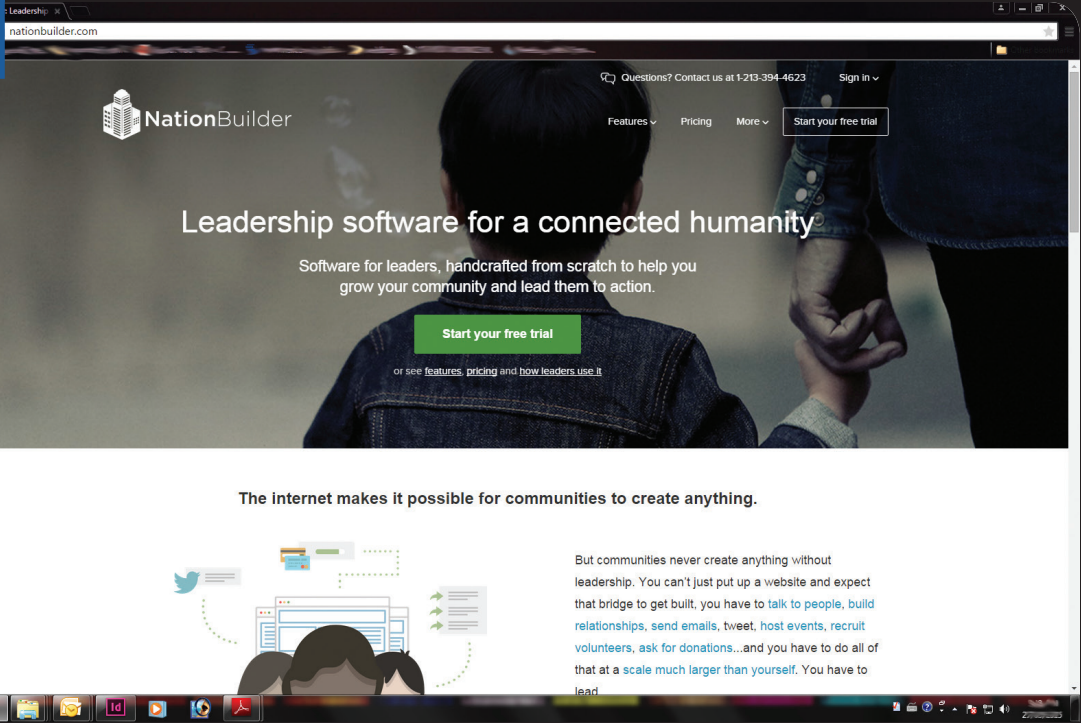 Leadership
nationbuilder.com
Questions? Contact us at 1-213-394-4623
Sign in
NationBuilder
Features
Pricing
More
Start your free trial
Leadership software for a connected humanity
Software for leaders, handcrafted from scratch to help you
grow your community and lead them to action.
Start your free trial
or see features, pricing and how leaders use it
The internet makes it possible for communities to create anything.
But communities never create anything without
leadership. You can't just put up a website and expect
that bridge to get built, you have to talk to people, build
relationships, send emails, tweet, host events, recruit
volunteers, ask for donations...and you have to do all of
that at a scale much larger than yourself. You have to
lead
Id